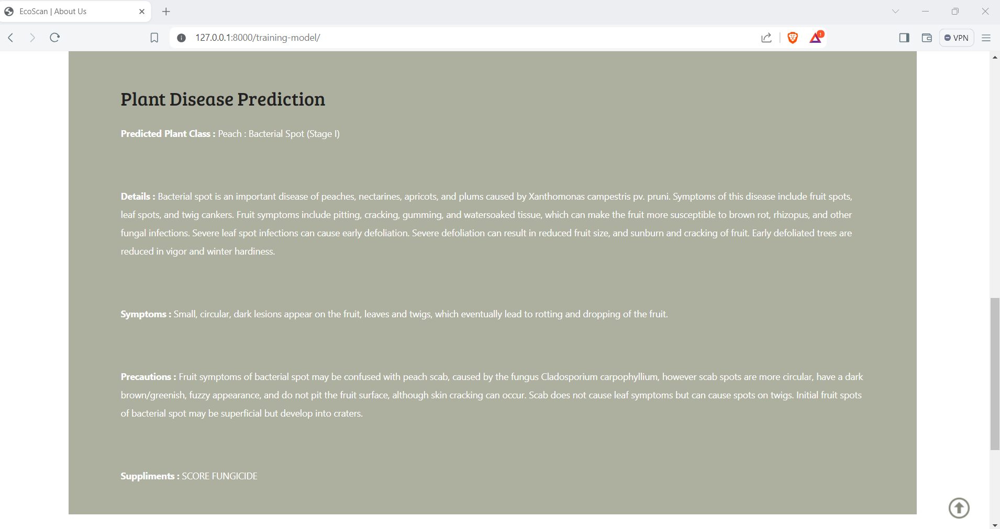 EcoScan | About Us
127.0.0.1:8000/training-model/
1
VPN
Plant Disease Prediction
Predicted Plant Class : Peach : Bacterial Spot (Stage I)
Details : Bacterial spot is an important disease of peaches, nectarines, apricots, and plums caused by Xanthomonas campestris pv. pruni. Symptoms of this disease include fruit spots,
leaf spots, and twig cankers. Fruit symptoms include pitting, cracking, gumming, and watersoaked tissue, which can make the fruit more susceptible to brown rot, rhizopus, and other
fungal infections. Severe leaf spot infections can cause early defoliation. Severe defoliation can result in reduced fruit size, and sunburn and cracking of fruit. Early defoliated trees are
reduced in vigor and winter hardiness.
Symptoms : Small, circular, dark lesions appear on the fruit, leaves and twigs, which eventually lead to rotting and dropping of the fruit.
Precautions : Fruit symptoms of bacterial spot may be confused with peach scab, caused by the fungus Cladosporium carpophyllium, however scab spots are more circular, have a dark
brown/greenish, fuzzy appearance, and do not pit the fruit surface, although skin cracking can occur. Scab does not cause leaf symptoms but can cause spots on twigs. Initial fruit spots
of bacterial spot may be superficial but develop into craters.
Suppliments : SCORE FUNGICIDE